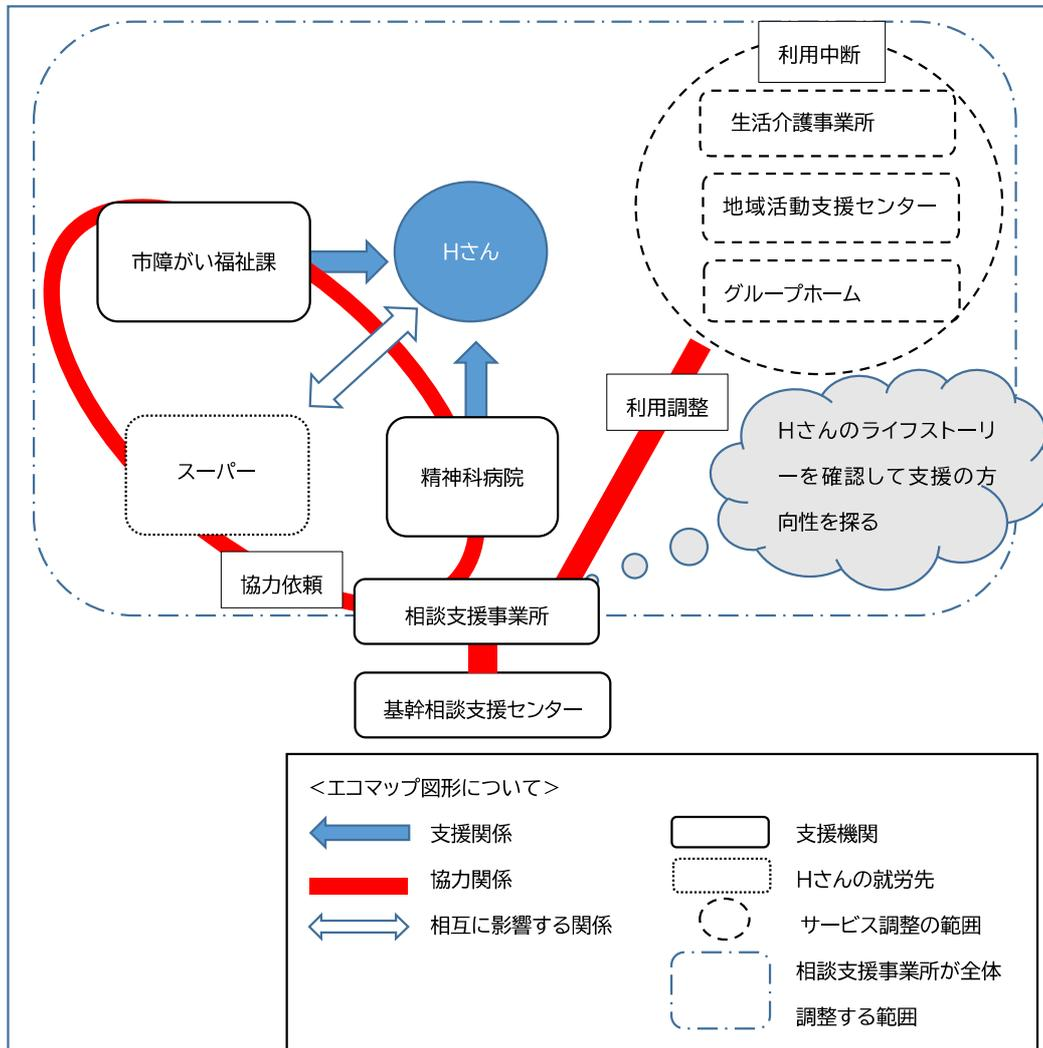 利用中断
生活介護事業所
地域活動支援センター
グループホーム
市障がい福祉課
Hさん
利用調整
Hさんのライフストーリ
ーを確認して支援の方
向性を探る
スーパー
精神科病院
協力依頼
相談支援事業所
基幹相談支援センター
＜エコマップ図形について＞
支援関係
支援機関
協力関係
Hさんの就労先
相互に影響する関係
サービス調整の範囲
相談支援事業所が全体
調整する範囲